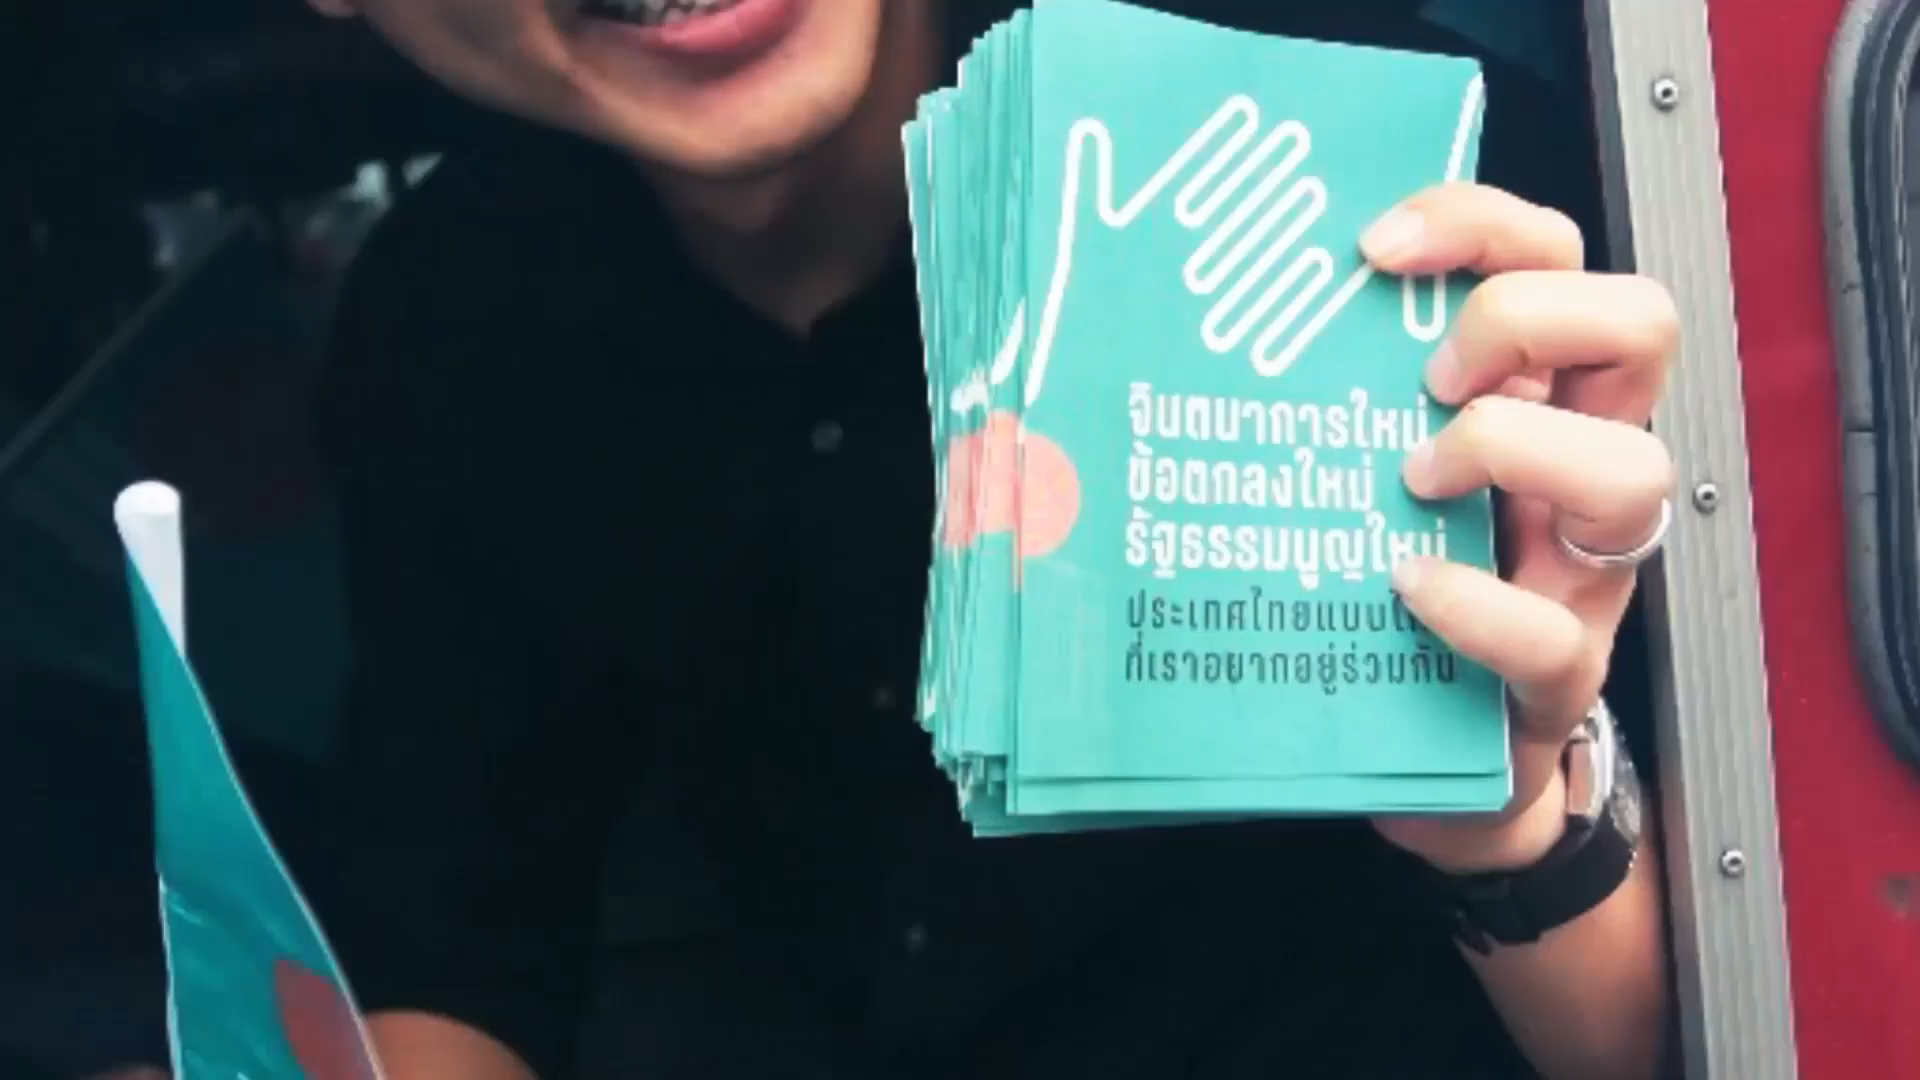 จินตนาการใหม่
ข้อตกลงใหม่
รัฐธรรมนูญใหม่
ประเทศไทยแบบ
ที่เราอยากอยู่ร่วมกัน